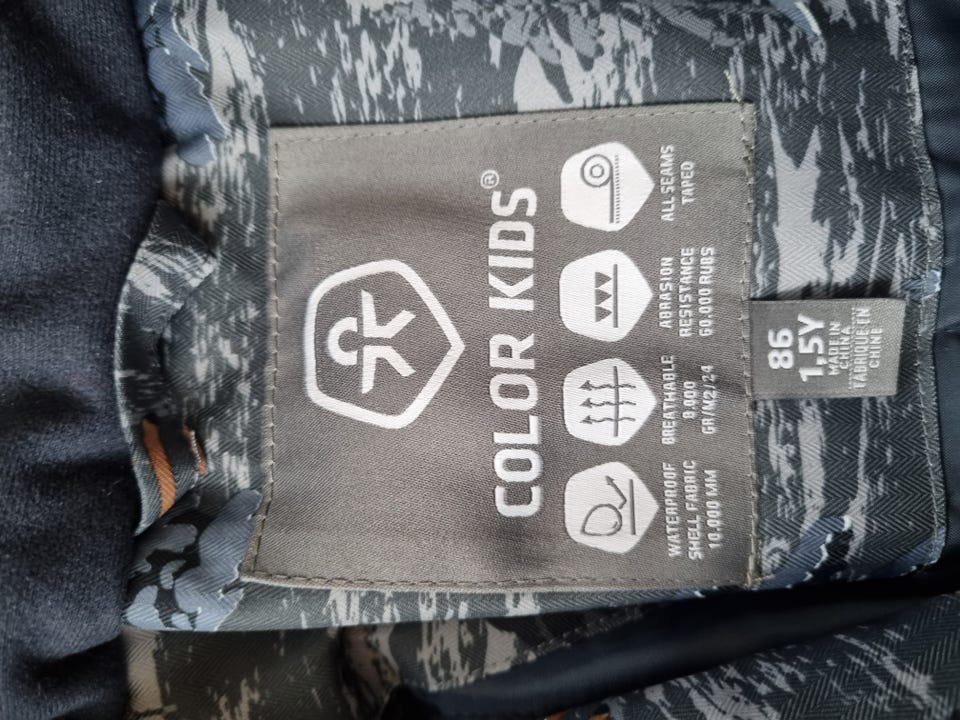 COLOR KIDS®
WATERPROOF
SHELL FABRIC
10.000 MM
BREATHABLE
8.000
GR/M2/24
ABRASION
RESISTANCE
60.000 RUBS
ALL SEAMS
TAPED
86
1,5Y
MADE IN
CHINA
FABRIQUE EN
CHINE